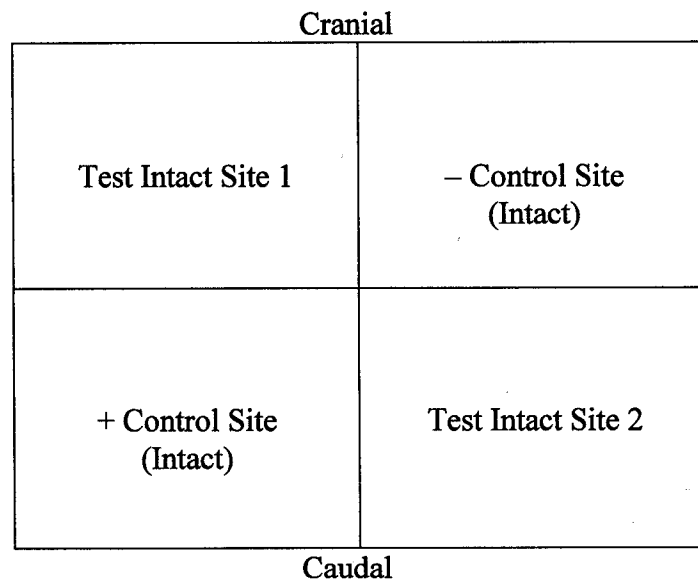 Cranial
Test Intact Site 1
– Control Site
(Intact)
+ Control Site
(Intact)
Test Intact Site 2
Caudal